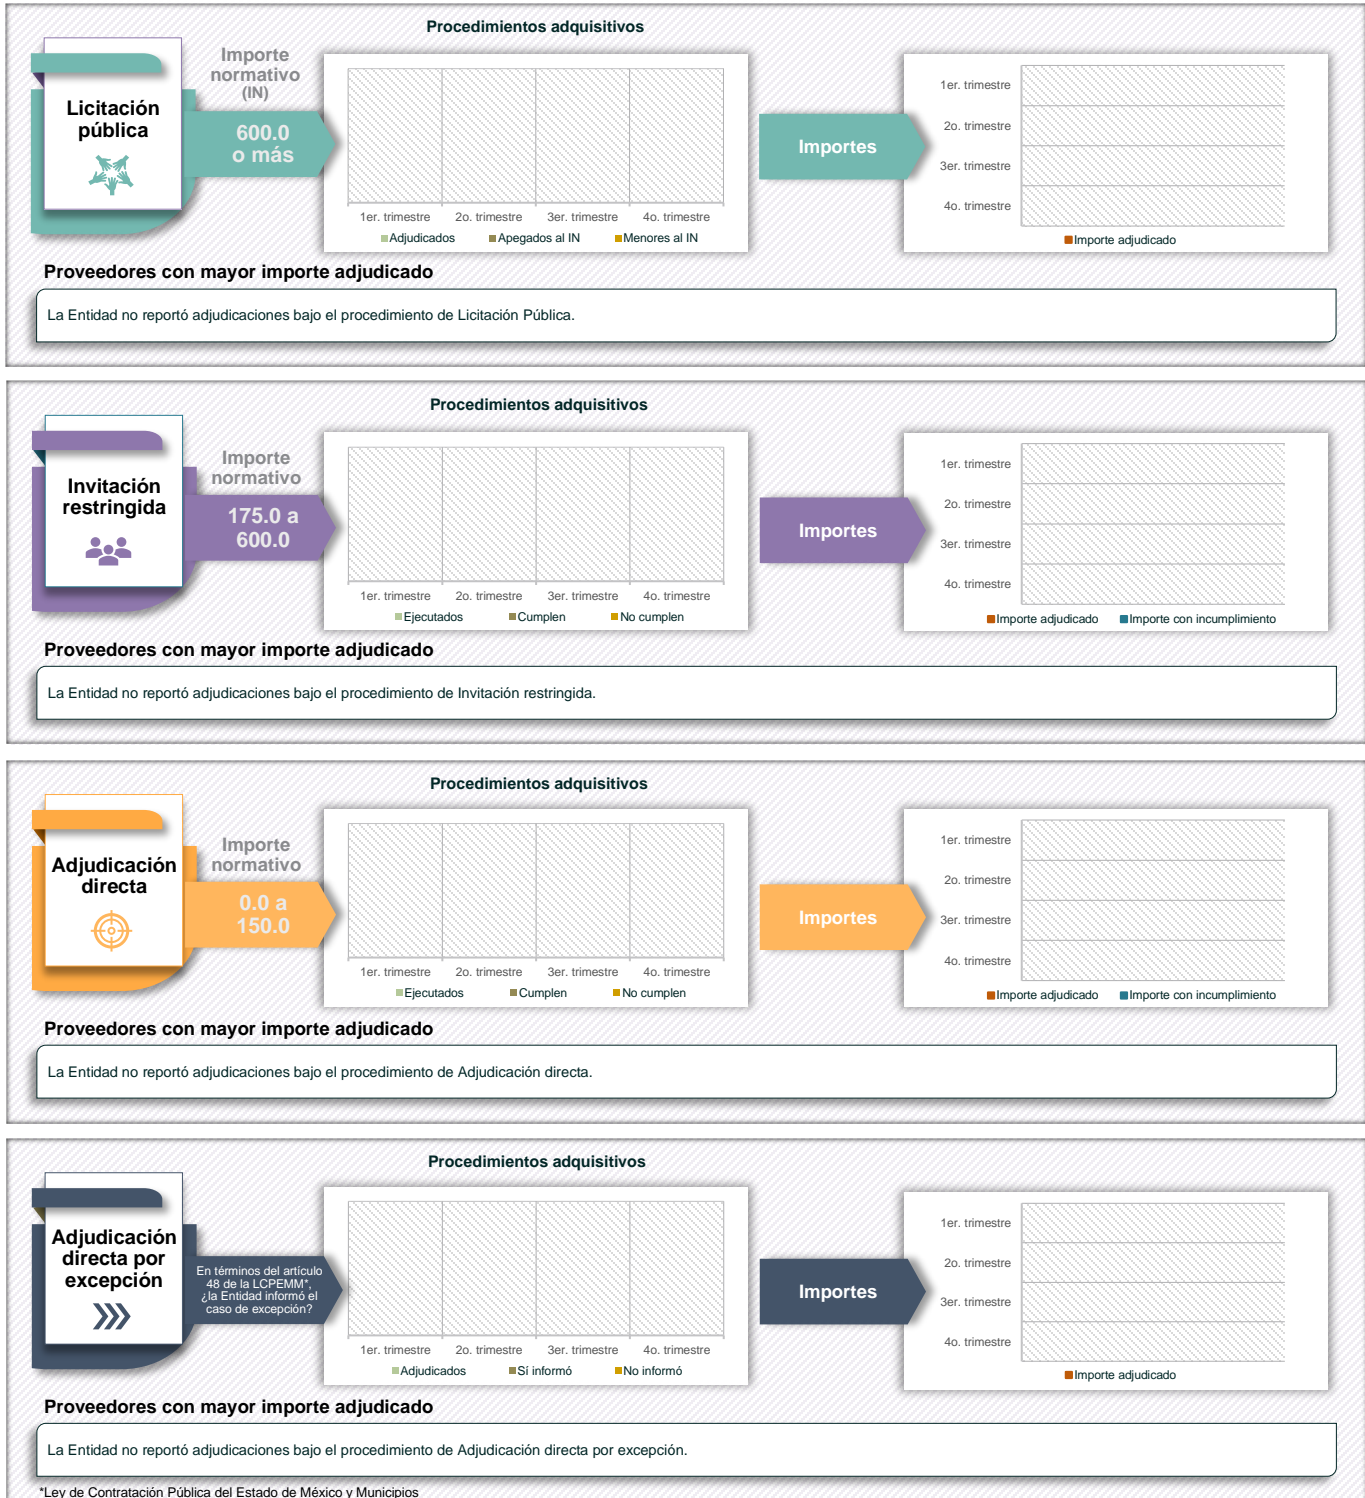 Procedimientos adquisitivos
Importe
normativo
(IN)
Licitación
pública
600.0
o más
1er. trimestre 2o. trimestre 3er. trimestre 4o. trimestre
Adjudicados Apegados al IN Menores al IN
Importes
1er. trimestre
2o. trimestre
3er. trimestre
4o. trimestre
Importe adjudicado
Proveedores con mayor importe adjudicado
La Entidad no reportó adjudicaciones bajo el procedimiento de Licitación Pública.
Procedimientos adquisitivos
Importe
normativo
Invitación
restringida
175.0 a
600.0
1er. trimestre 2o. trimestre 3er. trimestre 4o. trimestre
Ejecutados Cumplen No cumplen
Importes
1er. trimestre
2o. trimestre
3er. trimestre
4o. trimestre
Importe adjudicado Importe con incumplimiento
Proveedores con mayor importe adjudicado
La Entidad no reportó adjudicaciones bajo el procedimiento de Invitación restringida.
Procedimientos adquisitivos
Importe
normativo
Adjudicación
directa
0.0 a
150.0
1er. trimestre 2o. trimestre 3er. trimestre 4o. trimestre
Ejecutados Cumplen No cumplen
Importes
1er. trimestre
2o. trimestre
3er. trimestre
4o. trimestre
Importe adjudicado Importe con incumplimiento
Proveedores con mayor importe adjudicado
La Entidad no reportó adjudicaciones bajo el procedimiento de Adjudicación directa.
Procedimientos adquisitivos
Adjudicación
directa por
excepción
En términos del artículo
48 de la LCPEMM*,
¿la Entidad informó el
caso de excepción?
1er. trimestre 2o. trimestre 3er. trimestre 4o. trimestre
Adjudicados Sí informó No informó
Importes
1er. trimestre
2o. trimestre
3er. trimestre
4o. trimestre
Importe adjudicado
Proveedores con mayor importe adjudicado
La Entidad no reportó adjudicaciones bajo el procedimiento de Adjudicación directa por excepción.
*Ley de Contratación Pública del Estado de México y Municipios